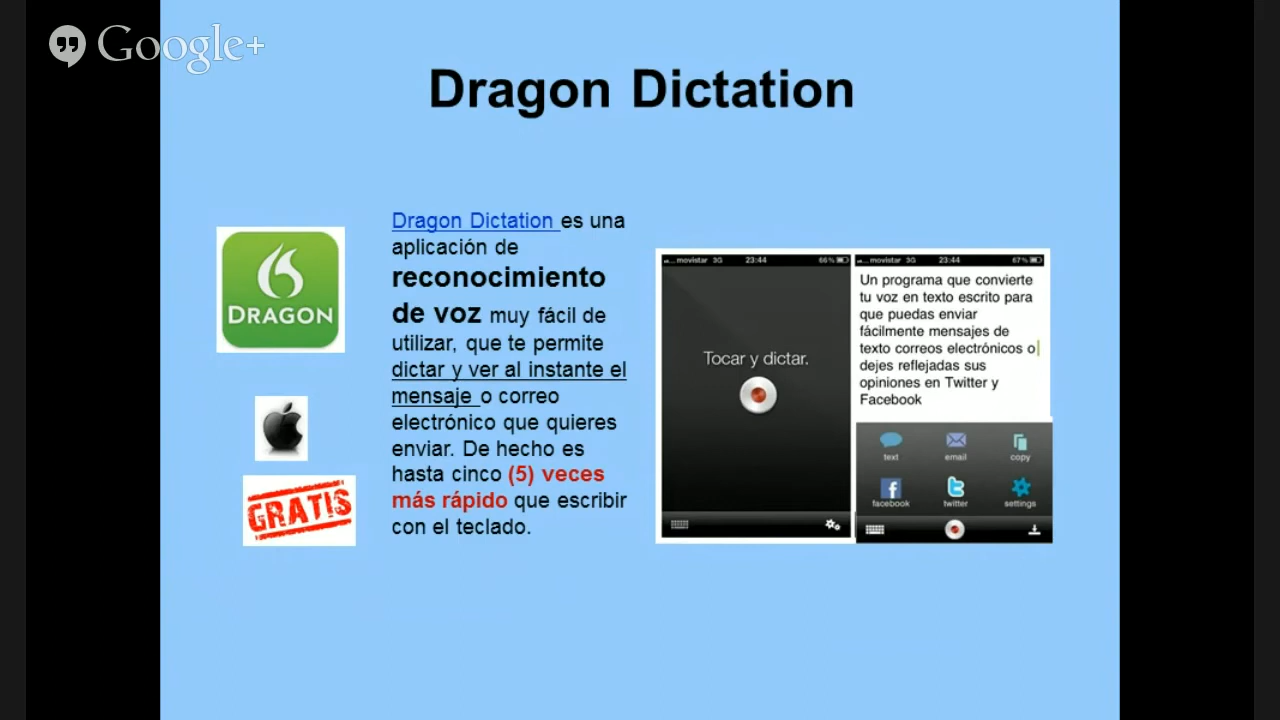 Google+
Dragon Dictation
Dragon Dictation es una
aplicación de
reconocimiento
de voz muy fácil de
utilizar, que te permite
dictar y ver al instante el
mensaje o correo
electrónico que quieres
enviar. De hecho es
hasta cinco (5) veces
más rápido que escribir
con el teclado.
DRAGON
GRATIS
movistar 3G 23:44 66%
Tocar y dictar.
movistar 3G 23:44 67%
Un programa que convierte
tu voz en texto escrito para
que puedas enviar
fácilmente mensajes de
texto correos electrónicos o
dejes reflejadas sus
opiniones en Twitter y
Facebook
text email copy
facebook twitter settings